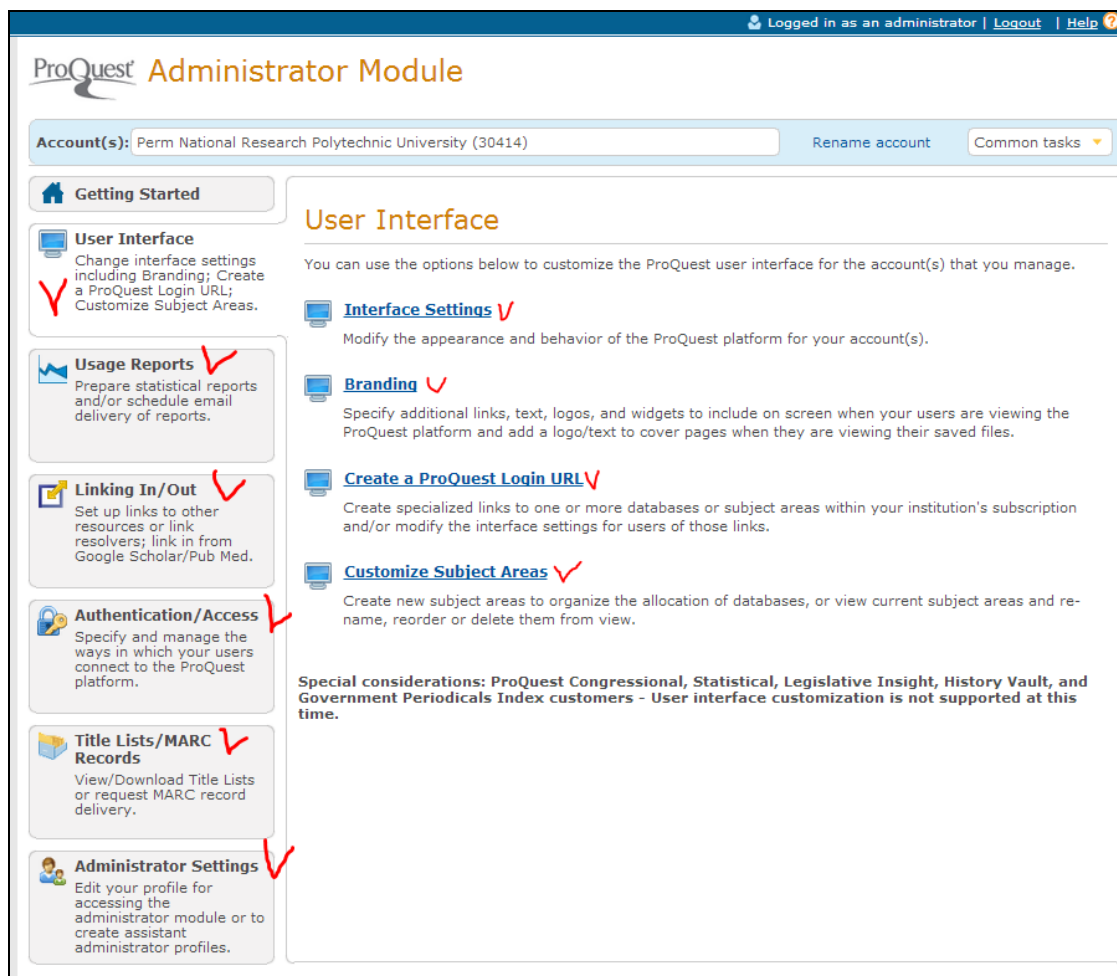 Logged in as an administrator | Logout | Help ?
ProQuest Administrator Module
Account(s): Perm National Research Polytechnic University (30414) Rename account Common tasks
Getting Started
User Interface
Change interface settings
including Branding; Create
a ProQuest Login URL;
Customize Subject Areas.
Usage Reports
Prepare statistical reports
and/or schedule email
delivery of reports.
Linking In/Out
Set up links to other
resources or link
resolvers; link in from
Google Scholar/Pub Med.
Authentication/Access
Specify and manage the
ways in which your users
connect to the ProQuest
platform.
Title Lists/MARC
Records
View/Download Title Lists
or request MARC record
delivery.
Administrator Settings
Edit your profile for
accessing the
administrator module or to
create assistant
administrator profiles.
User Interface
You can use the options below to customize the ProQuest user interface for the account(s) that you manage.
Interface Settings
Modify the appearance and behavior of the ProQuest platform for your account(s).
Branding
Specify additional links, text, logos, and widgets to include on screen when your users are viewing the
ProQuest platform and add a logo/text to cover pages when they are viewing their saved files.
Create a ProQuest Login URL
Create specialized links to one or more databases or subject areas within your institution's subscription
and/or modify the interface settings for users of those links.
Customize Subject Areas
Create new subject areas to organize the allocation of databases, or view current subject areas and re-
name, reorder or delete them from view.
Special considerations: ProQuest Congressional, Statistical, Legislative Insight, History Vault, and
Government Periodicals Index customers - User interface customization is not supported at this
time.